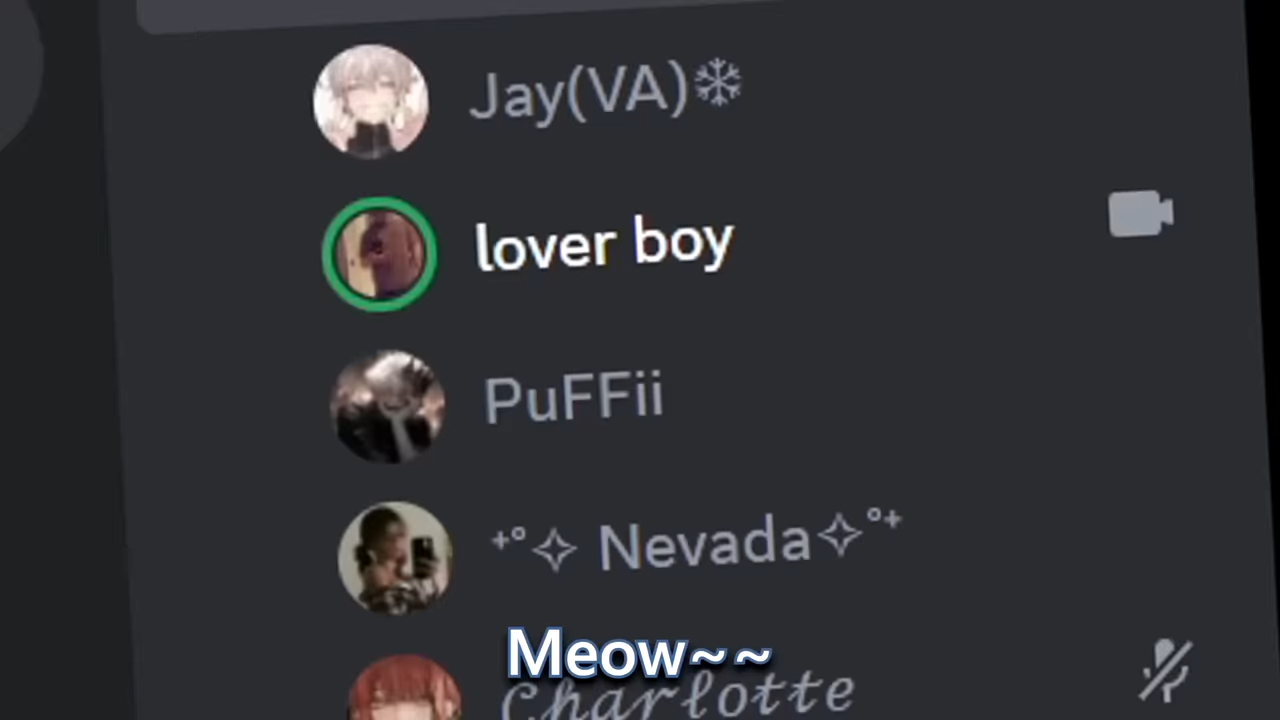 Jay(VA)❄
lover boy
PuFFii
⁺˚✧ Nevada✧˚⁺
Meow~~
𝓒𝓱𝓪𝓻𝓵𝓸𝓽𝓽𝓮